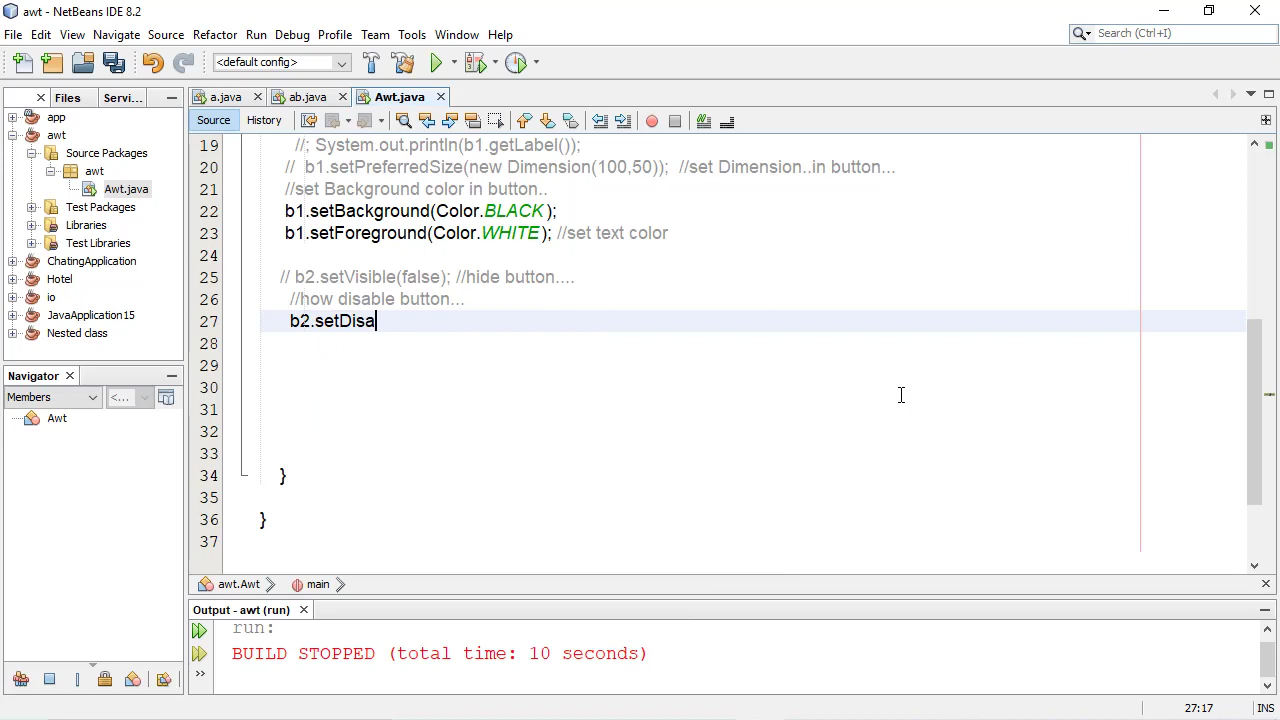 awt - NetBeans IDE 8.2
File Edit View Navigate Source Refactor Run Debug Profile Team Tools Window Help
Search (Ctrl+I)
<default config>
Files Servi...
a.java ab.java Awt.java
Source History
app
awt
Source Packages
awt
Awt.java
Test Packages
Libraries
Test Libraries
ChatingApplication
Hotel
io
JavaApplication15
Nested class
Navigator
Members <...
Awt
19 //; System.out.println(b1.getLabel());
20 // b1.setPreferredSize(new Dimension(100,50)); //set Dimension..in button...
21 //set Background color in button..
22 b1.setBackground(Color.BLACK);
23 b1.setForeground(Color.WHITE); //set text color
24
25 // b2.setVisible(false); //hide button....
26 //how disable button...
27 b2.setDisa
28
29
30
31
32
33
34 }
35
36 }
37
awt.Awt main
Output - awt (run)
run:
BUILD STOPPED (total time: 10 seconds)
27:17 INS